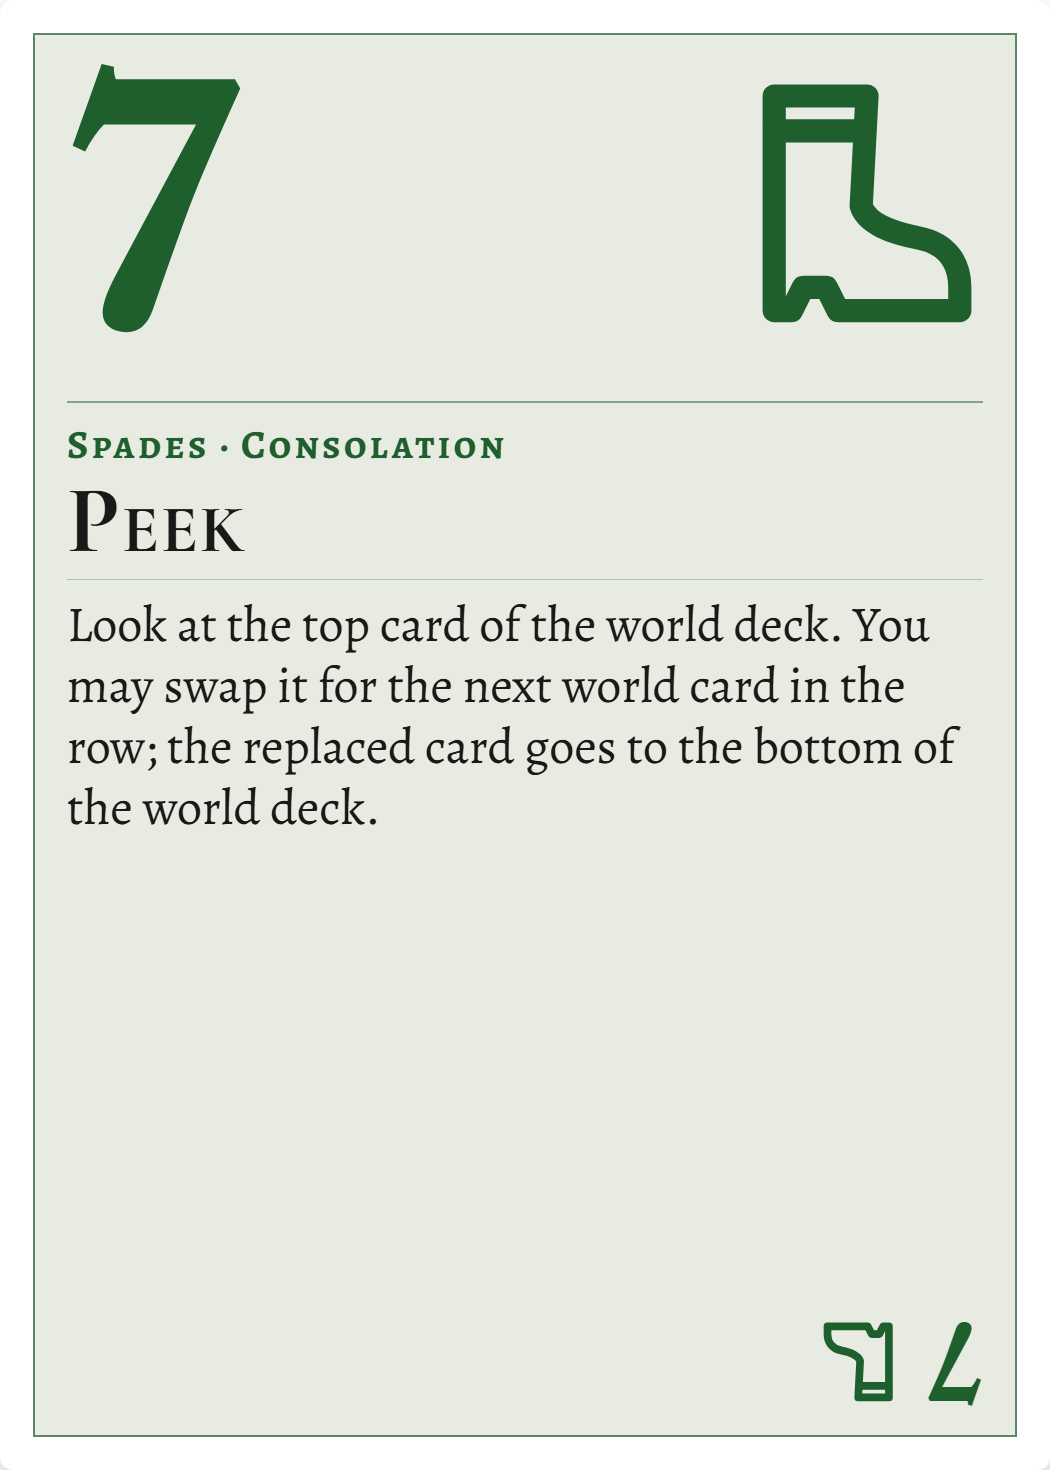 7
Spades · Consolation
Peek
Look at the top card of the world deck. You
may swap it for the next world card in the
row; the replaced card goes to the bottom of
the world deck.
7